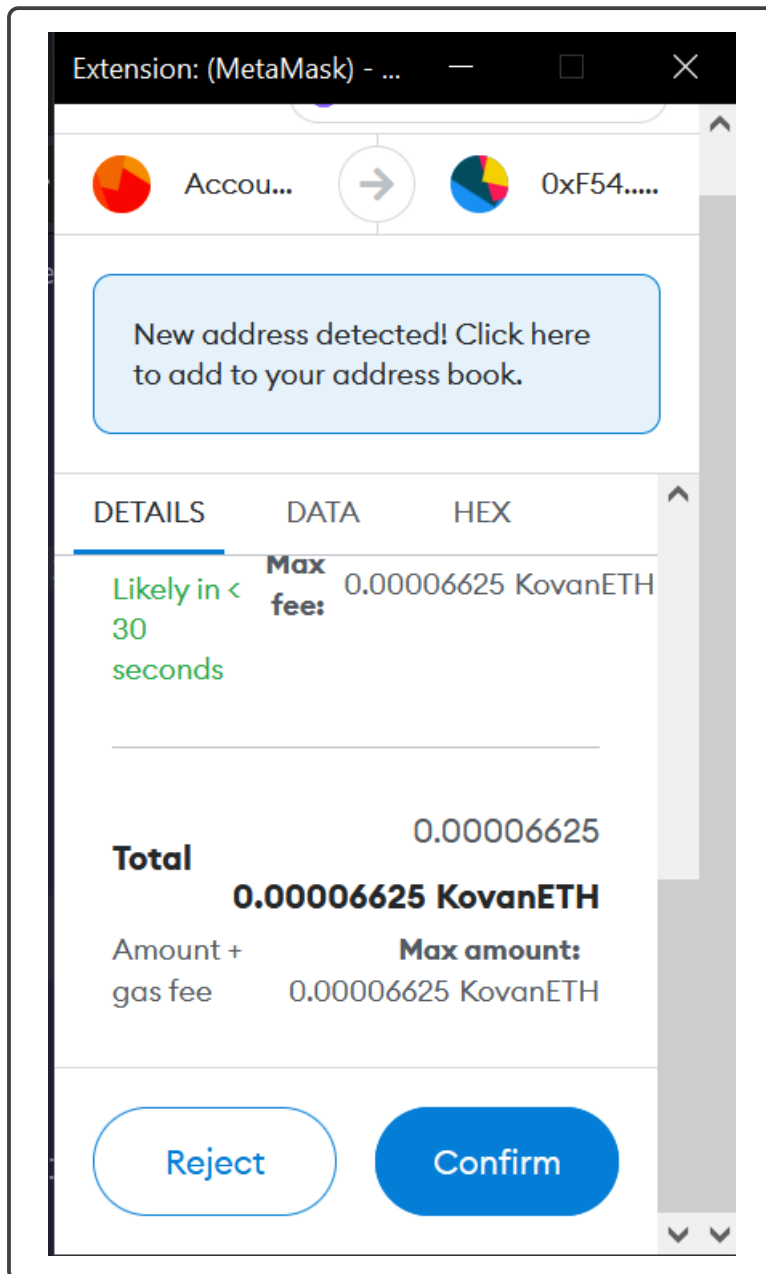 Extension: (MetaMask) - ...
Accou... 0xF54.....
New address detected! Click here
to add to your address book.
DETAILS DATA HEX
Likely in <
30
seconds
Max
fee:
0.00006625 KovanETH
Total
0.00006625
0.00006625 KovanETH
Amount +
gas fee
Max amount:
0.00006625 KovanETH
Reject Confirm